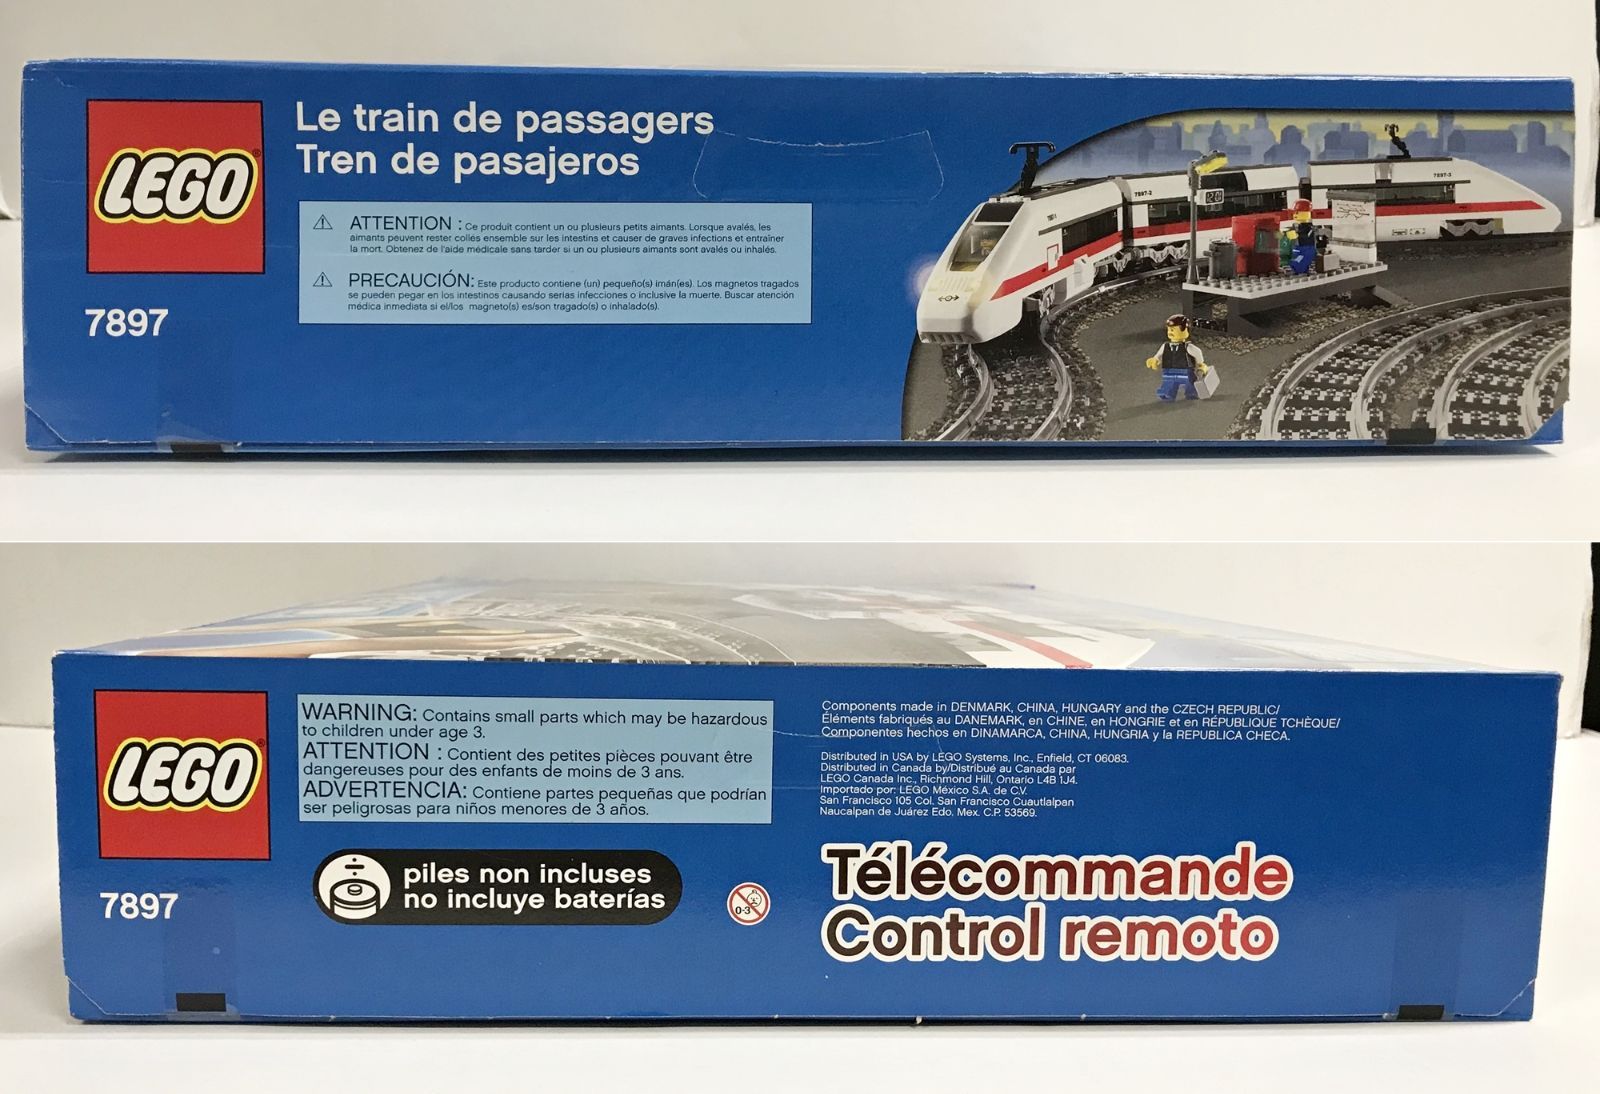 LEGO®
7897
Le train de passagers
Tren de pasajeros
⚠ ATTENTION : Ce produit contient un ou plusieurs petits aimants. Lorsque avalés, les
aimants peuvent rester collés ensemble sur les intestins et causer de graves infections et entraîner
la mort. Obtenez de l'aide médicale sans tarder si un ou plusieurs aimants sont avalés ou inhalés.
⚠ PRECAUCIÓN: Este producto contiene (un) pequeño(s) imán(es). Los magnetos tragados
se pueden pegar en los intestinos causando serias infecciones o inclusive la muerte. Buscar atención
médica inmediata si el/los magneto(s) es/son tragado(s) o inhalado(s).
7897-2
7897-3
LEGO®
7897
WARNING: Contains small parts which may be hazardous
to children under age 3.
ATTENTION : Contient des petites pièces pouvant être
dangereuses pour des enfants de moins de 3 ans.
ADVERTENCIA: Contiene partes pequeñas que podrían
ser peligrosas para niños menores de 3 años.
piles non incluses
no incluye baterías
0-3
Components made in DENMARK, CHINA, HUNGARY and the CZECH REPUBLIC/
Éléments fabriqués au DANEMARK, en CHINE, en HONGRIE et en RÉPUBLIQUE TCHÈQUE/
Componentes hechos en DINAMARCA, CHINA, HUNGRIA y la REPUBLICA CHECA.
Distributed in USA by LEGO Systems, Inc., Enfield, CT 06083.
Distributed in Canada by/Distribué au Canada par
LEGO Canada Inc., Richmond Hill, Ontario L4B 1J4.
Importado por: LEGO México S.A. de C.V.
San Francisco 105 Col. San Francisco Cuautlalpan
Naucalpan de Juárez Edo. Mex. C.P. 53569.
Télécommande
Control remoto